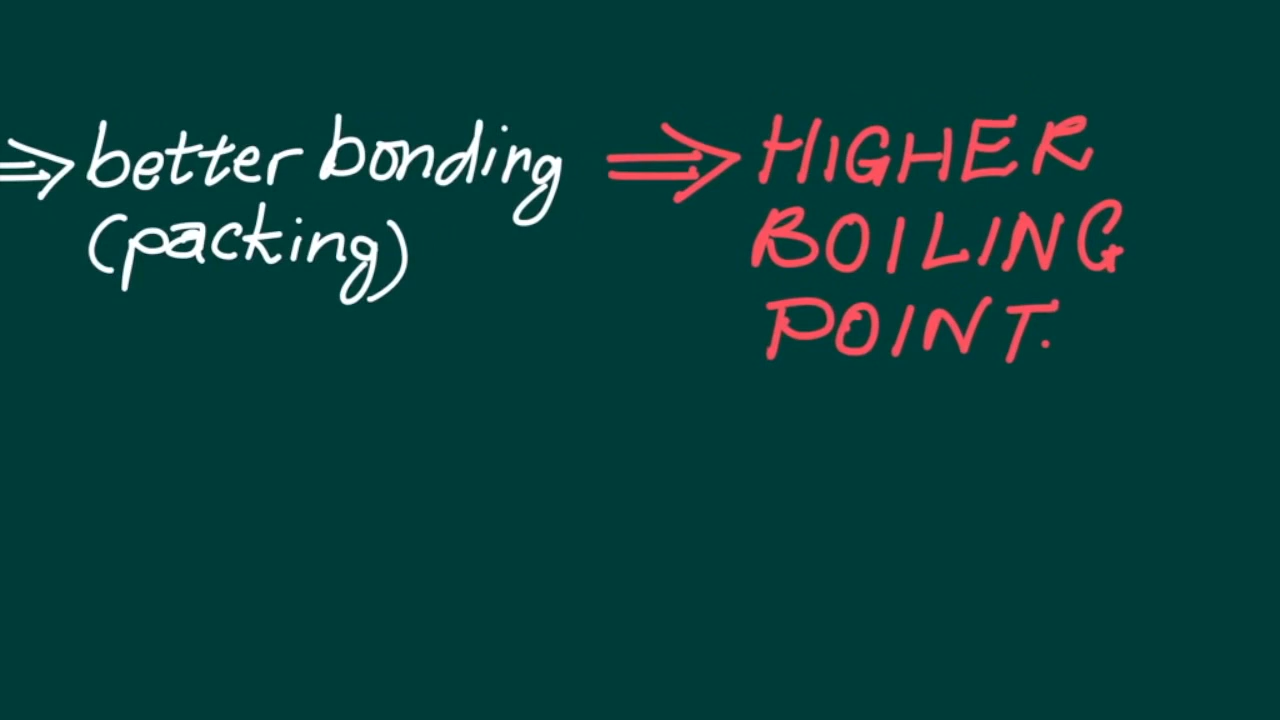 ⇒ better bonding ⇒ HIGHER
(packing) BOILING
POINT.